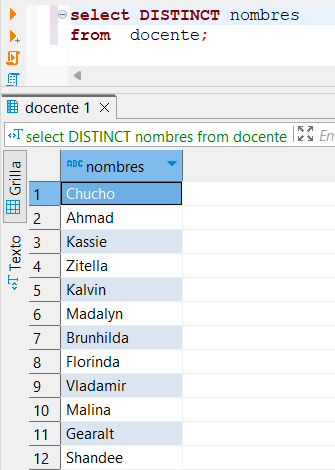 select DISTINCT nombres
from  docente;
docente 1
select DISTINCT nombres from docente
En
Grilla
Texto
ABC nombres
1 Chucho
2 Ahmad
3 Kassie
4 Zitella
5 Kalvin
6 Madalyn
7 Brunhilda
8 Florinda
9 Vladamir
10 Malina
11 Gearalt
12 Shandee